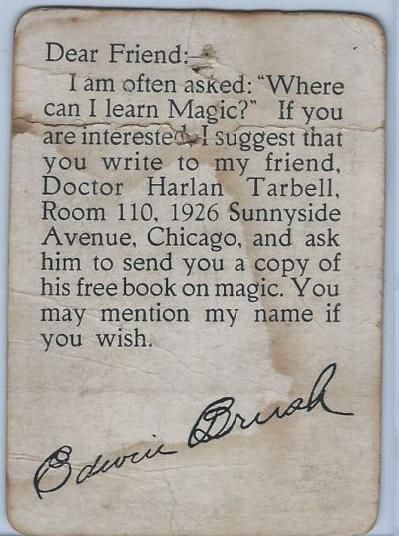 Dear Friend:—
I am often asked: "Where
can I learn Magic?" If you
are interested, I suggest that
you write to my friend,
Doctor Harlan Tarbell,
Room 110, 1926 Sunnyside
Avenue, Chicago, and ask
him to send you a copy of
his free book on magic. You
may mention my name if
you wish.
Edwin Brush